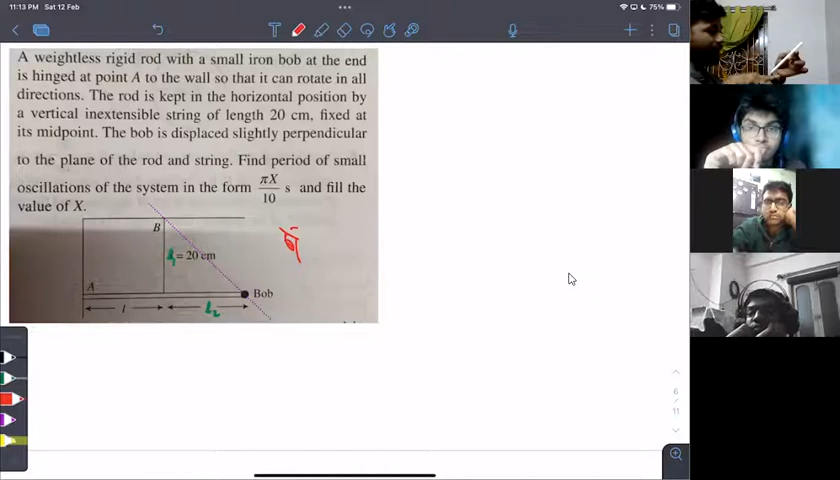 11:13 PM Sat 12 Feb
75%
A weightless rigid rod with a small iron bob at the end
is hinged at point A to the wall so that it can rotate in all
directions. The rod is kept in the horizontal position by
a vertical inextensible string of length 20 cm, fixed at
its midpoint. The bob is displaced slightly perpendicular
to the plane of the rod and string. Find period of small
oscillations of the system in the form πX/10 s and fill the
value of X.
B
l₁ = 20 cm
A
Bob
l
l₂
6
/
11